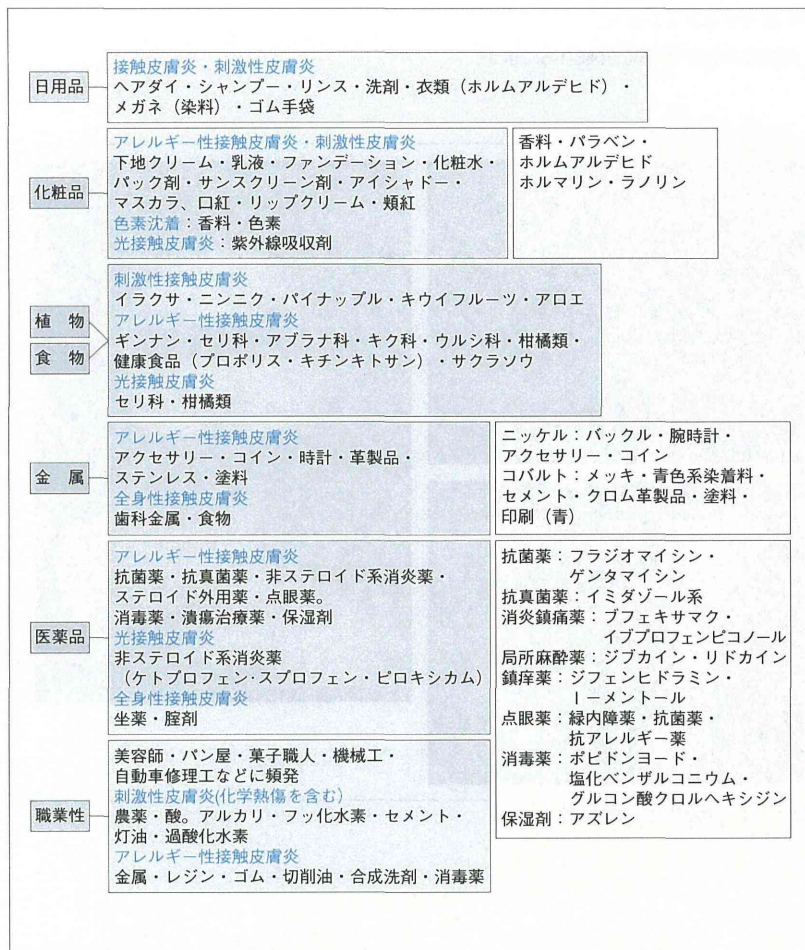 日用品
接触皮膚炎・刺激性皮膚炎
ヘアダイ・シャンプー・リンス・洗剤・衣類（ホルムアルデヒド）・
メガネ（染料）・ゴム手袋
化粧品
アレルギー性接触皮膚炎・刺激性皮膚炎
下地クリーム・乳液・ファンデーション・化粧水・
パック剤・サンスクリーン剤・アイシャドー・
マスカラ、口紅・リップクリーム・頬紅
色素沈着：香料・色素
光接触皮膚炎：紫外線吸収剤
香料・パラベン・
ホルムアルデヒド
ホルマリン・ラノリン
植物
食物
刺激性接触皮膚炎
イラクサ・ニンニク・パイナップル・キウイフルーツ・アロエ
アレルギー性接触皮膚炎
ギンナン・セリ科・アブラナ科・キク科・ウルシ科・柑橘類・
健康食品（プロポリス・キチンキトサン）・サクラソウ
光接触皮膚炎
セリ科・柑橘類
金属
アレルギー性接触皮膚炎
アクセサリー・コイン・時計・革製品・
ステンレス・塗料
全身性接触皮膚炎
歯科金属・食物
ニッケル：バックル・腕時計・
アクセサリー・コイン
コバルト：メッキ・青色系染着料・
セメント・クロム革製品・塗料・
印刷（青）
医薬品
アレルギー性接触皮膚炎
抗菌薬・抗真菌薬・非ステロイド系消炎薬・
ステロイド外用薬・点眼薬。
消毒薬・潰瘍治療薬・保湿剤
光接触皮膚炎
非ステロイド系消炎薬
（ケトプロフェン・スプロフェン・ピロキシカム）
全身性接触皮膚炎
坐薬・腟剤
抗菌薬：フラジオマイシン・
ゲンタマイシン
抗真菌薬：イミダゾール系
消炎鎮痛薬：ブフェキサマク・
イブプロフェンピコノール
局所麻酔薬：ジブカイン・リドカイン
鎮痒薬：ジフェンヒドラミン・
ーメントール
点眼薬：緑内障薬・抗菌薬・
抗アレルギー薬
消毒薬：ポピドンヨード・
塩化ベンザルコニウム・
グルコン酸クロルヘキシジン
保湿剤：アズレン
職業性
美容師・パン屋・菓子職人・機械工・
自動車修理工などに頻発
刺激性皮膚炎(化学熱傷を含む)
農薬・酸。アルカリ・フッ化水素・セメント・
灯油・過酸化水素
アレルギー性接触皮膚炎
金属・レジン・ゴム・切削油・合成洗剤・消毒薬